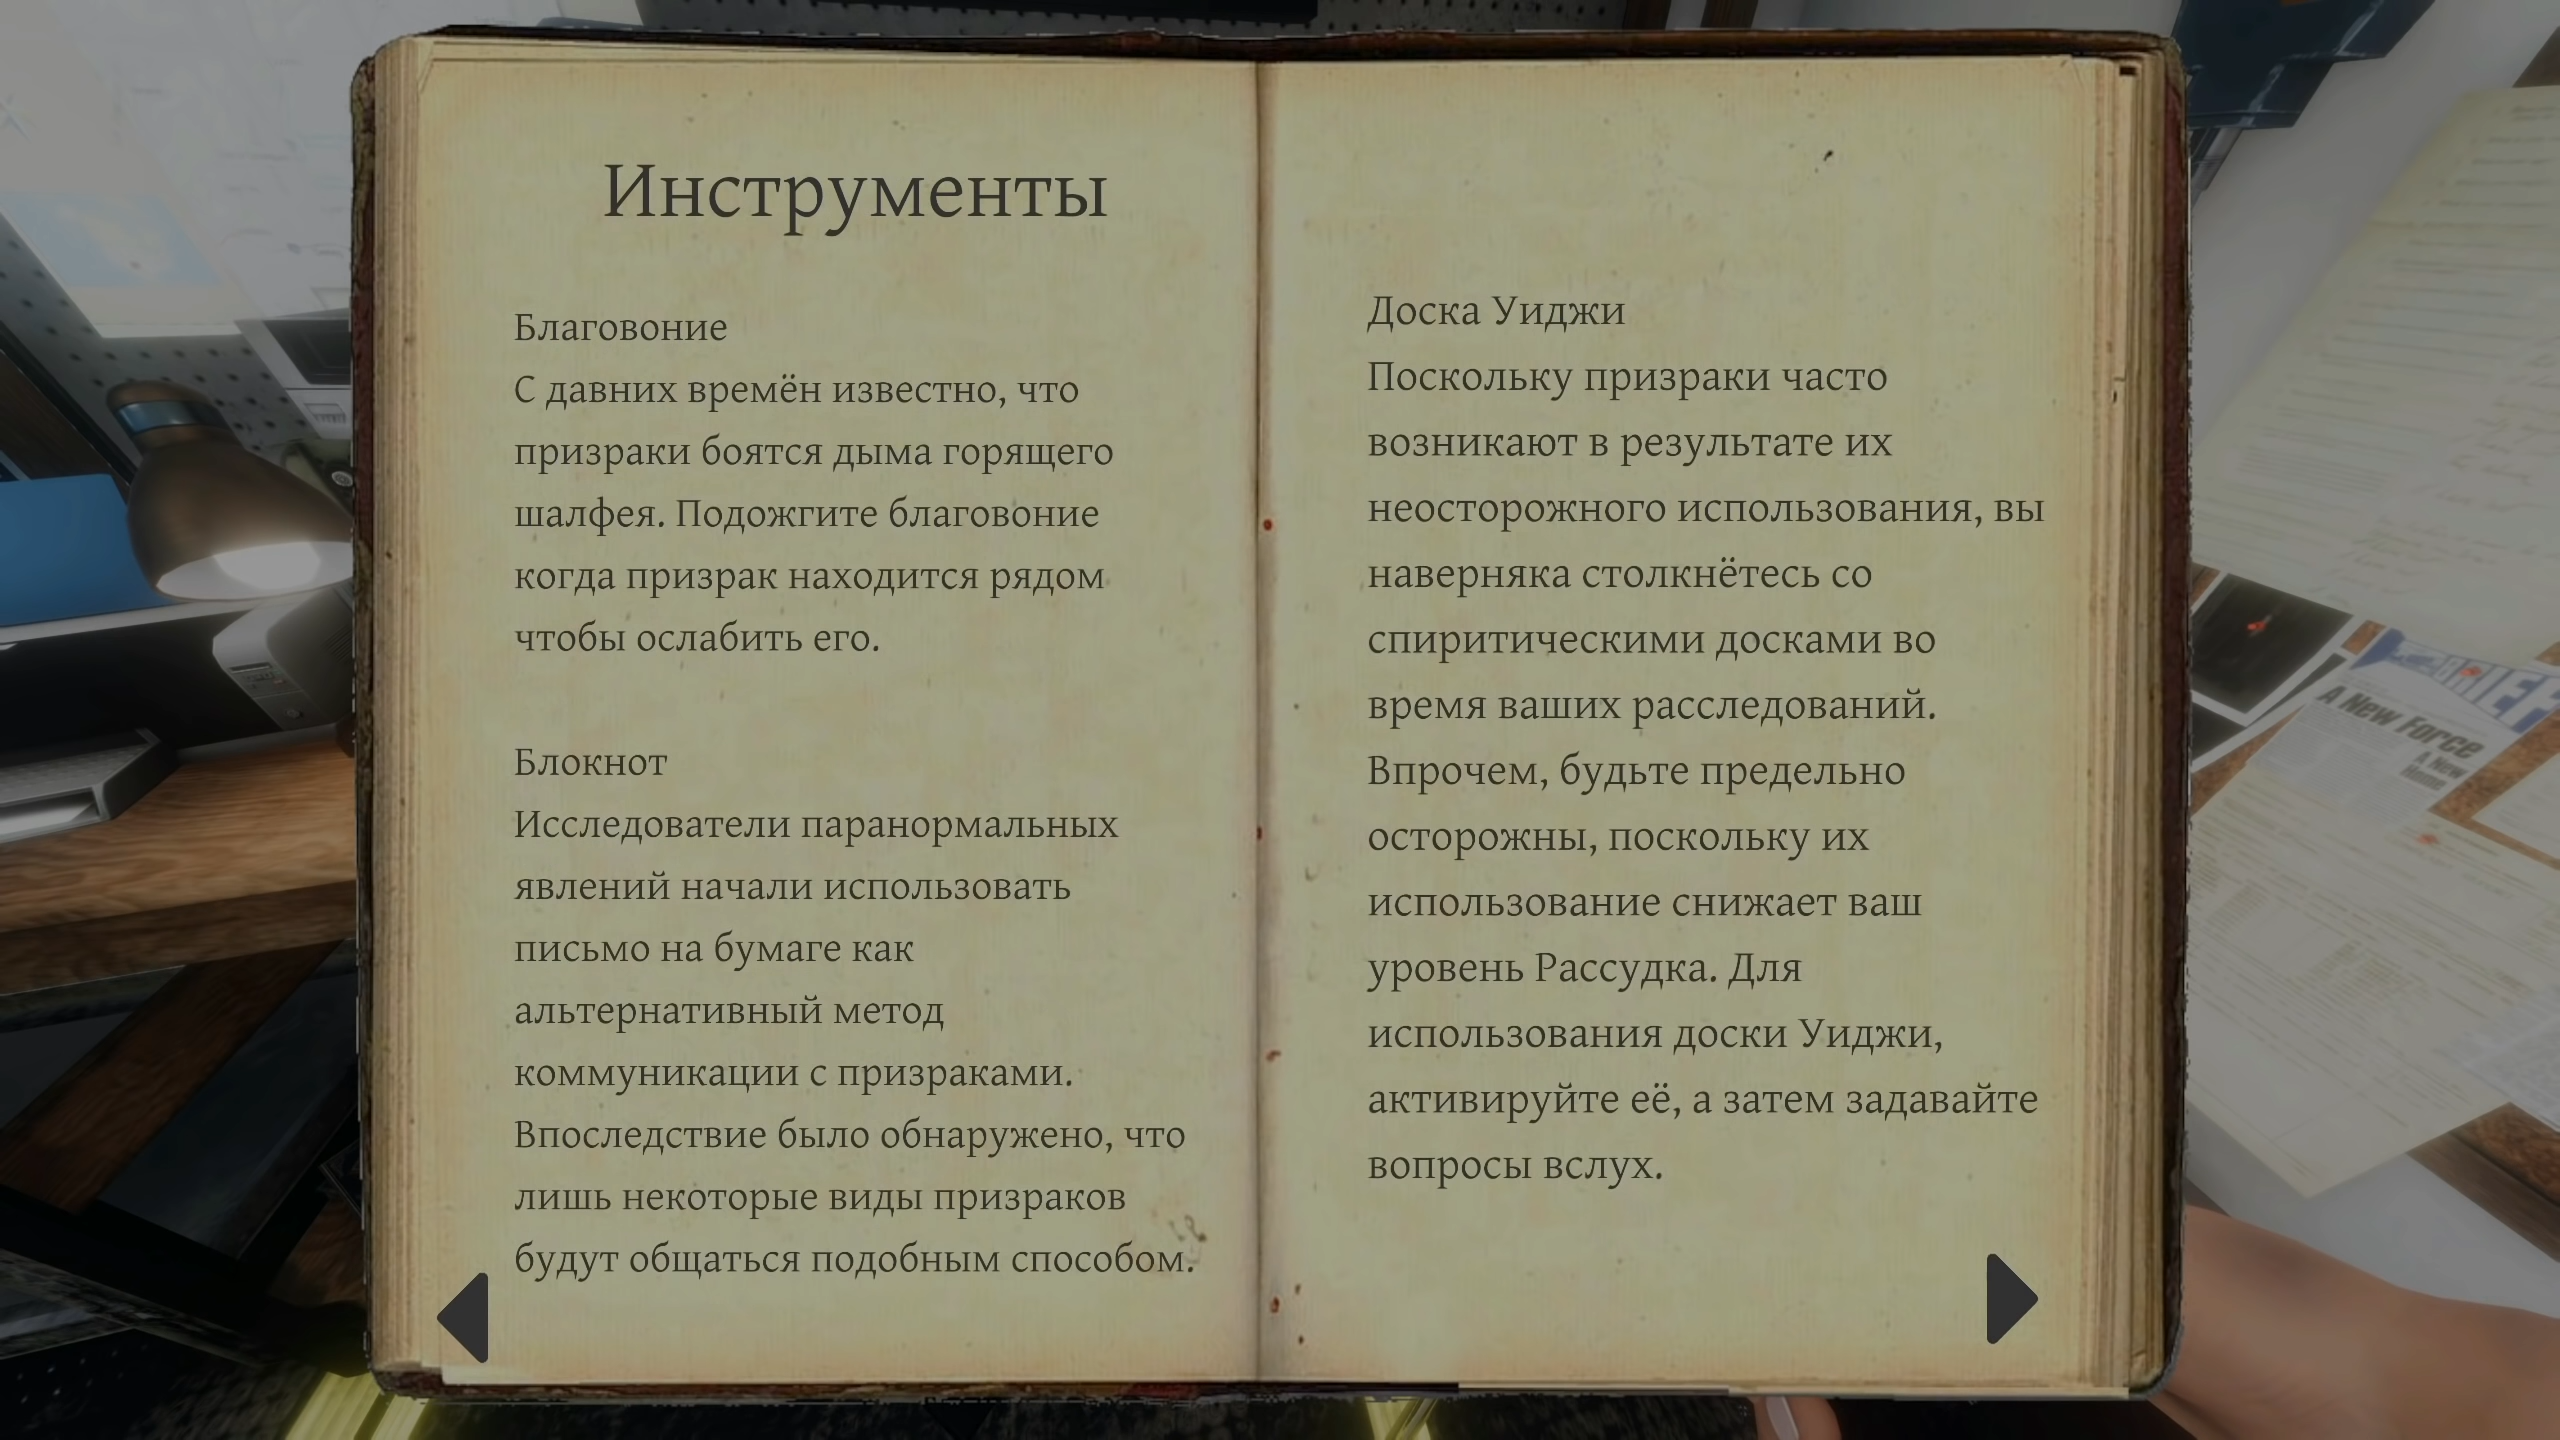 Инструменты
Благовоние
С давних времён известно, что
призраки боятся дыма горящего
шалфея. Подожгите благовоние
когда призрак находится рядом
чтобы ослабить его.
Блокнот
Исследователи паранормальных
явлений начали использовать
письмо на бумаге как
альтернативный метод
коммуникации с призраками.
Впоследствие было обнаружено, что
лишь некоторые виды призраков
будут общаться подобным способом.
Доска Уиджи
Поскольку призраки часто
возникают в результате их
неосторожного использования, вы
наверняка столкнётесь со
спиритическими досками во
время ваших расследований.
Впрочем, будьте предельно
осторожны, поскольку их
использование снижает ваш
уровень Рассудка. Для
использования доски Уиджи,
активируйте её, а затем задавайте
вопросы вслух.
A New Force
A New
Home